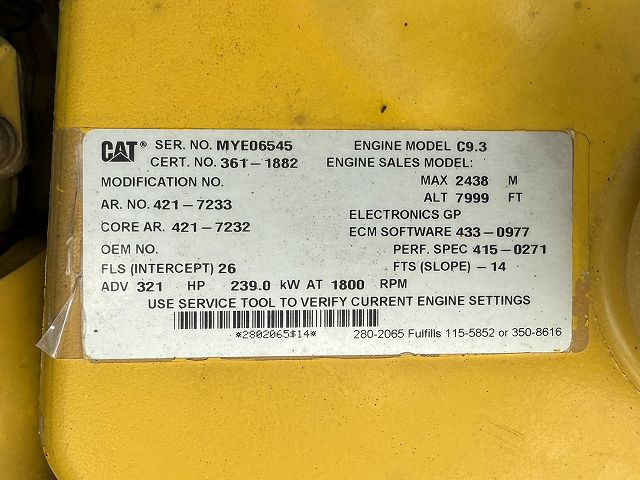 CAT® SER. NO. MYE06545 ENGINE MODEL C9.3
CERT. NO. 361-1882 ENGINE SALES MODEL:
MODIFICATION NO. MAX 2438 M
AR. NO. 421-7233 ALT 7999 FT
ELECTRONICS GP
CORE AR. 421-7232 ECM SOFTWARE 433-0977
OEM NO. PERF. SPEC 415-0271
FLS (INTERCEPT) 26 FTS (SLOPE) -14
ADV 321 HP 239.0 kW AT 1800 RPM
USE SERVICE TOOL TO VERIFY CURRENT ENGINE SETTINGS
*2802065$14* 280-2065 Fulfills 115-5852 or 350-8616